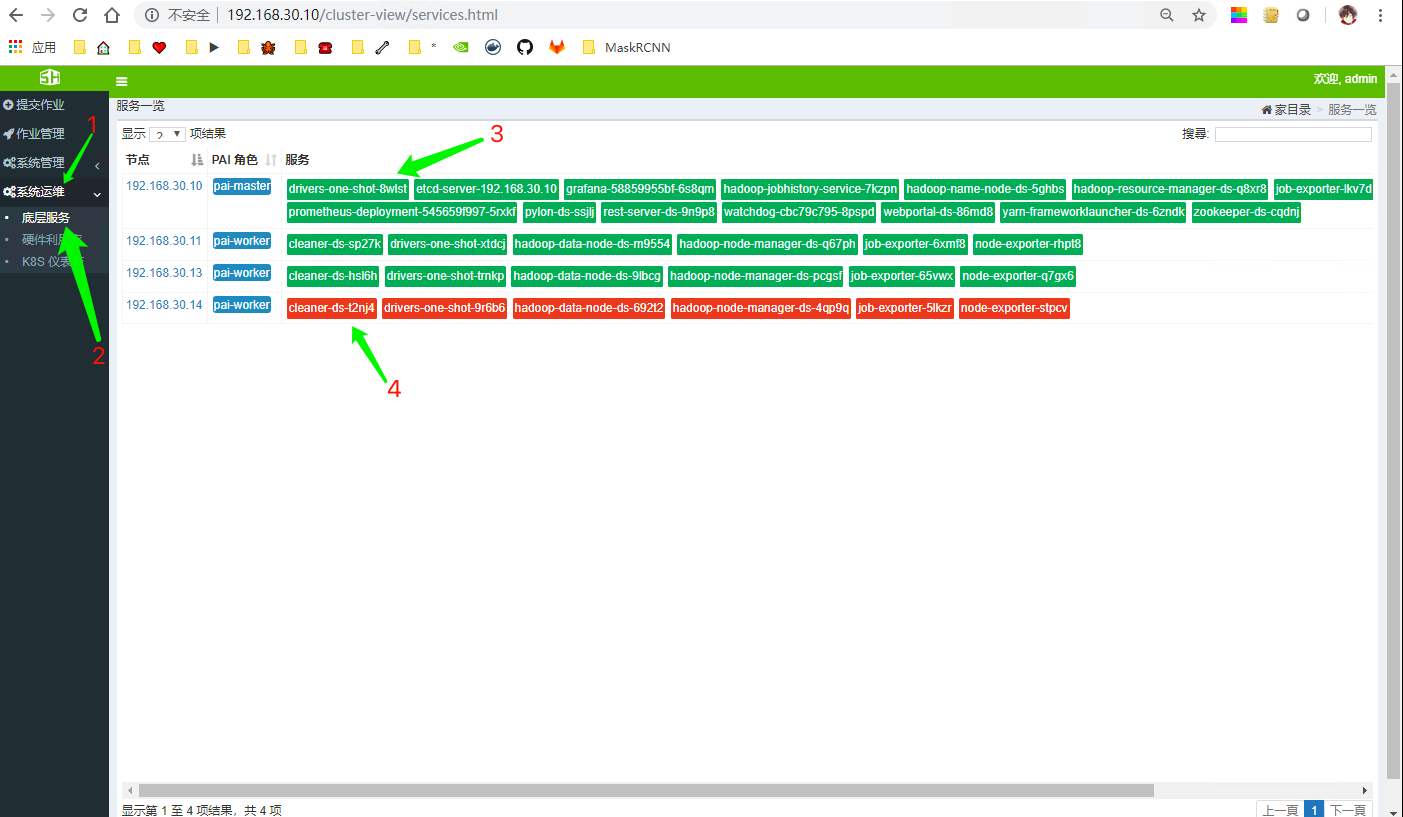 不安全 | 192.168.30.10/cluster-view/services.html
应用 * MaskRCNN
SH 欢迎, admin
服务一览 家目录 > 服务一览
提交作业
作业管理
系统管理
系统运维
底层服务
硬件利
K8S 仪表
1
2
显示 2 项结果 搜尋:
3
节点 PAI 角色 服务
192.168.30.10 pai-master drivers-one-shot-8wlst etcd-server-192.168.30.10 grafana-58859955bf-6s8qm hadoop-jobhistory-service-7kzpn hadoop-name-node-ds-5ghbs hadoop-resource-manager-ds-q8xr8 job-exporter-lkv7d
prometheus-deployment-545659f997-5rxkf pylon-ds-ssjlj rest-server-ds-9n9p8 watchdog-cbc79c795-8pspd webportal-ds-86md8 yarn-frameworklauncher-ds-6zndk zookeeper-ds-cqdnj
192.168.30.11 pai-worker cleaner-ds-sp27k drivers-one-shot-xtdcj hadoop-data-node-ds-m9554 hadoop-node-manager-ds-q67ph job-exporter-6xmf8 node-exporter-rhpt8
192.168.30.13 pai-worker cleaner-ds-hsl6h drivers-one-shot-trnkp hadoop-data-node-ds-9lbcg hadoop-node-manager-ds-pcgsf job-exporter-65vwx node-exporter-q7gx6
192.168.30.14 pai-worker cleaner-ds-t2nj4 drivers-one-shot-9r6b6 hadoop-data-node-ds-692t2 hadoop-node-manager-ds-4qp9q job-exporter-5lkzr node-exporter-stpcv
4
显示第 1 至 4 项结果，共 4 项 上一頁 1 下一頁